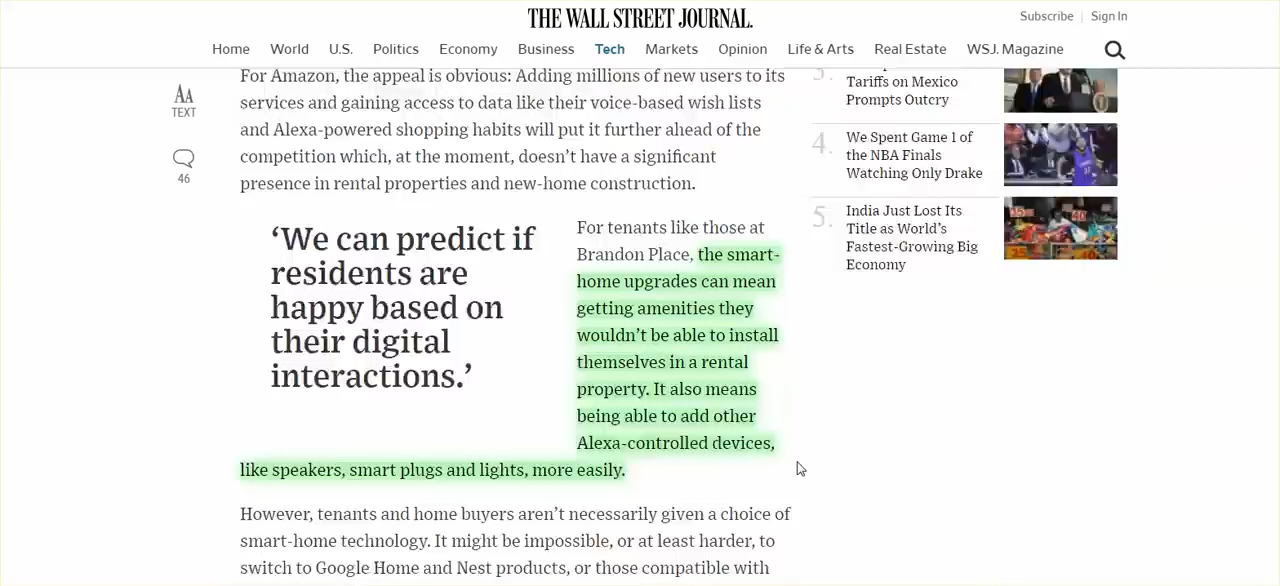 THE WALL STREET JOURNAL.
Subscribe | Sign In
Home World U.S. Politics Economy Business Tech Markets Opinion Life & Arts Real Estate WSJ. Magazine
AA
TEXT
46
For Amazon, the appeal is obvious: Adding millions of new users to its
services and gaining access to data like their voice-based wish lists
and Alexa-powered shopping habits will put it further ahead of the
competition which, at the moment, doesn’t have a significant
presence in rental properties and new-home construction.
‘We can predict if
residents are
happy based on
their digital
interactions.’
For tenants like those at
Brandon Place, the smart-
home upgrades can mean
getting amenities they
wouldn’t be able to install
themselves in a rental
property. It also means
being able to add other
Alexa-controlled devices,
like speakers, smart plugs and lights, more easily.
However, tenants and home buyers aren’t necessarily given a choice of
smart-home technology. It might be impossible, or at least harder, to
switch to Google Home and Nest products, or those compatible with
Tariffs on Mexico
Prompts Outcry
4.
We Spent Game 1 of
the NBA Finals
Watching Only Drake
5.
India Just Lost Its
Title as World’s
Fastest-Growing Big
Economy